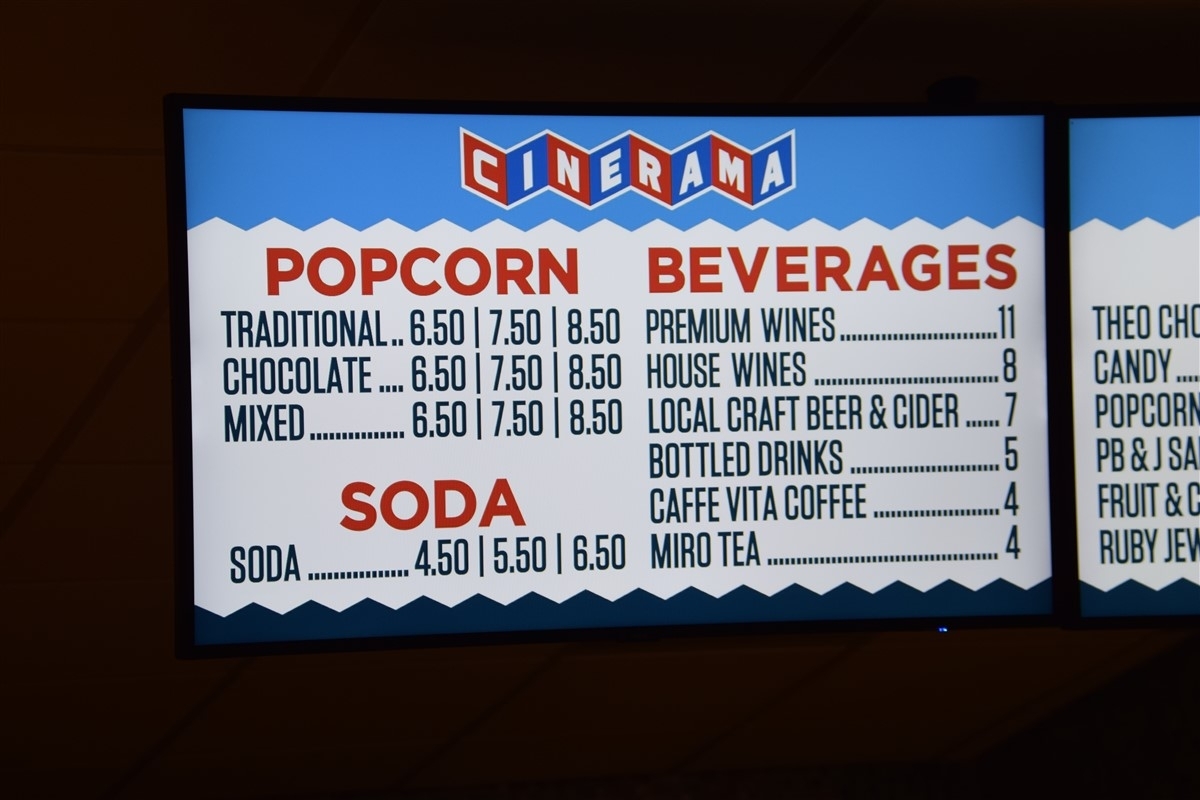 CINERAMA
POPCORN
TRADITIONAL.. 6.50 | 7.50 | 8.50
CHOCOLATE .... 6.50 | 7.50 | 8.50
MIXED ............... 6.50 | 7.50 | 8.50
SODA
SODA ................ 4.50 | 5.50 | 6.50
BEVERAGES
PREMIUM WINES ........................... 11
HOUSE WINES ................................ 8
LOCAL CRAFT BEER & CIDER ...... 7
BOTTLED DRINKS ......................... 5
CAFFE VITA COFFEE ..................... 4
MIRO TEA ....................................... 4
THEO
CANDY ....
POPCORN
PB & J
FRUIT &
RUBY